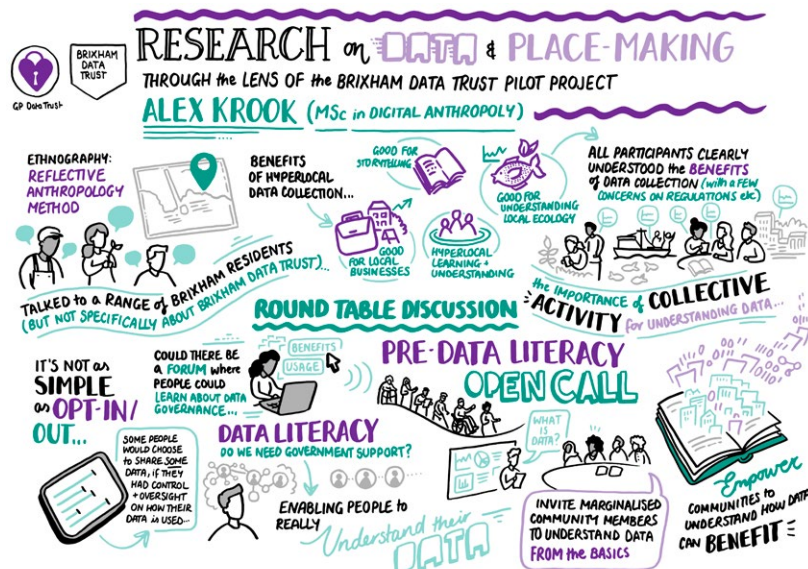 RESEARCH on DATA & PLACE-MAKING
THROUGH the LENS OF the BRIXHAM DATA TRUST PILOT PROJECT
GP Data Trust
BRIXHAM
DATA
TRUST
ALEX KROOK (MSc in DIGITAL ANTHROPOLY)
ETHNOGRAPHY:
REFLECTIVE
ANTHROPOLOGY
METHOD
TALKED to a RANGE of BRIXHAM RESIDENTS
(BUT NOT SPECIFICALLY ABOUT BRIXHAM DATA TRUST)...
BENEFITS
OF HYPERLOCAL
DATA COLLECTION...
GOOD FOR
STORYTELLING
GOOD FOR
UNDERSTANDING
LOCAL ECOLOGY
GOOD
FOR LOCAL
BUSINESSES
HYPERLOCAL
LEARNING +
UNDERSTANDING
ALL PARTICIPANTS CLEARLY
UNDERSTOOD the BENEFITS
of DATA COLLECTION (with a FEW
CONCERNS ON REGULATIONS etc)
the IMPORTANCE of COLLECTIVE
ACTIVITY for UNDERSTANDING DATA...
ROUND TABLE DISCUSSION
IT'S NOT as
SIMPLE
as OPT-IN/
OUT...
SOME PEOPLE
WOULD CHOOSE
to SHARE SOME
DATA, IF THEY
HAD CONTROL
+ OVERSIGHT
ON HOW THEIR
DATA is USED...
COULD THERE BE
a FORUM where
PEOPLE COULD
LEARN ABOUT DATA
GOVERNANCE...
BENEFITS
USAGE
DATA LITERACY
DO WE NEED GOVERNMENT SUPPORT?
ENABLING PEOPLE to
REALLY
Understand their
DATA
PRE-DATA LITERACY
OPEN CALL
WHAT
IS
DATA?
INVITE MARGINALISED
COMMUNITY MEMBERS
TO UNDERSTAND DATA
FROM the BASICS
Empower
COMMUNITIES to
UNDERSTAND HOW DATA
CAN BENEFIT